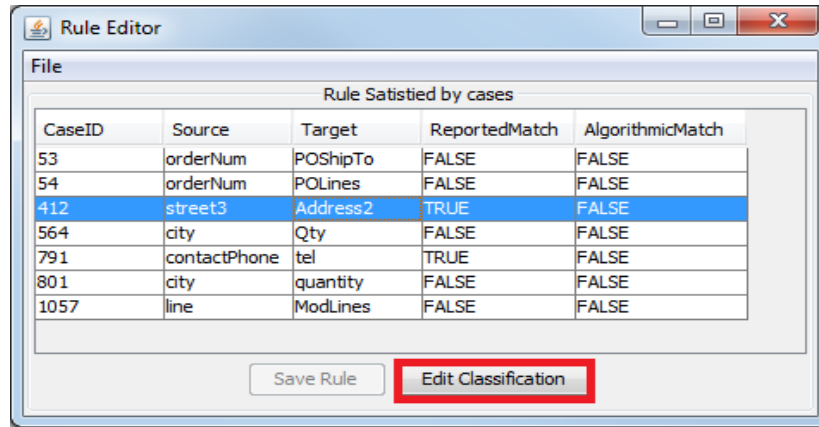 Rule Editor
File
Rule Satistied by cases
CaseID Source Target ReportedMatch AlgorithmicMatch
53 orderNum POShipTo FALSE FALSE
54 orderNum POLines FALSE FALSE
412 street3 Address2 TRUE FALSE
564 city Qty FALSE FALSE
791 contactPhone tel TRUE FALSE
801 city quantity FALSE FALSE
1057 line ModLines FALSE FALSE
Save Rule Edit Classification